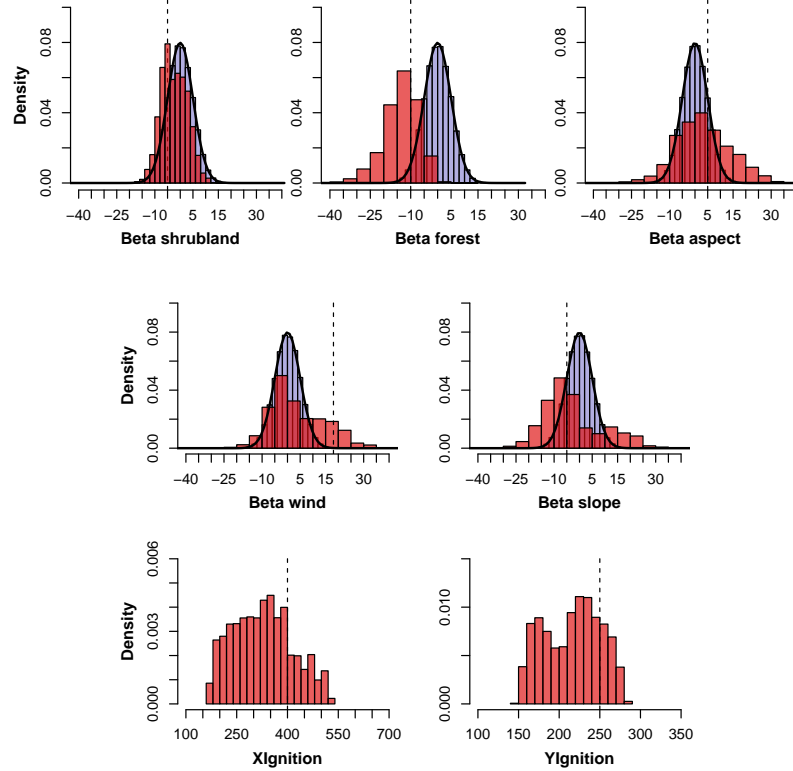 Density
0.00 0.04 0.08
−40 −25 −10 5 15 30
Beta shrubland
−40 −25 −10 5 15 30
0.00 0.04 0.08
Beta forest
−40 −25 −10 5 15 30
0.00 0.04 0.08
Beta aspect
Density
0.00 0.04 0.08
−40 −25 −10 5 15 30
Beta wind
0.00 0.04 0.08
−40 −25 −10 5 15 30
Beta slope
Density
0.000 0.003 0.006
100 250 400 550 700
XIgnition
0.000 0.010
100 150 200 250 300 350
YIgnition